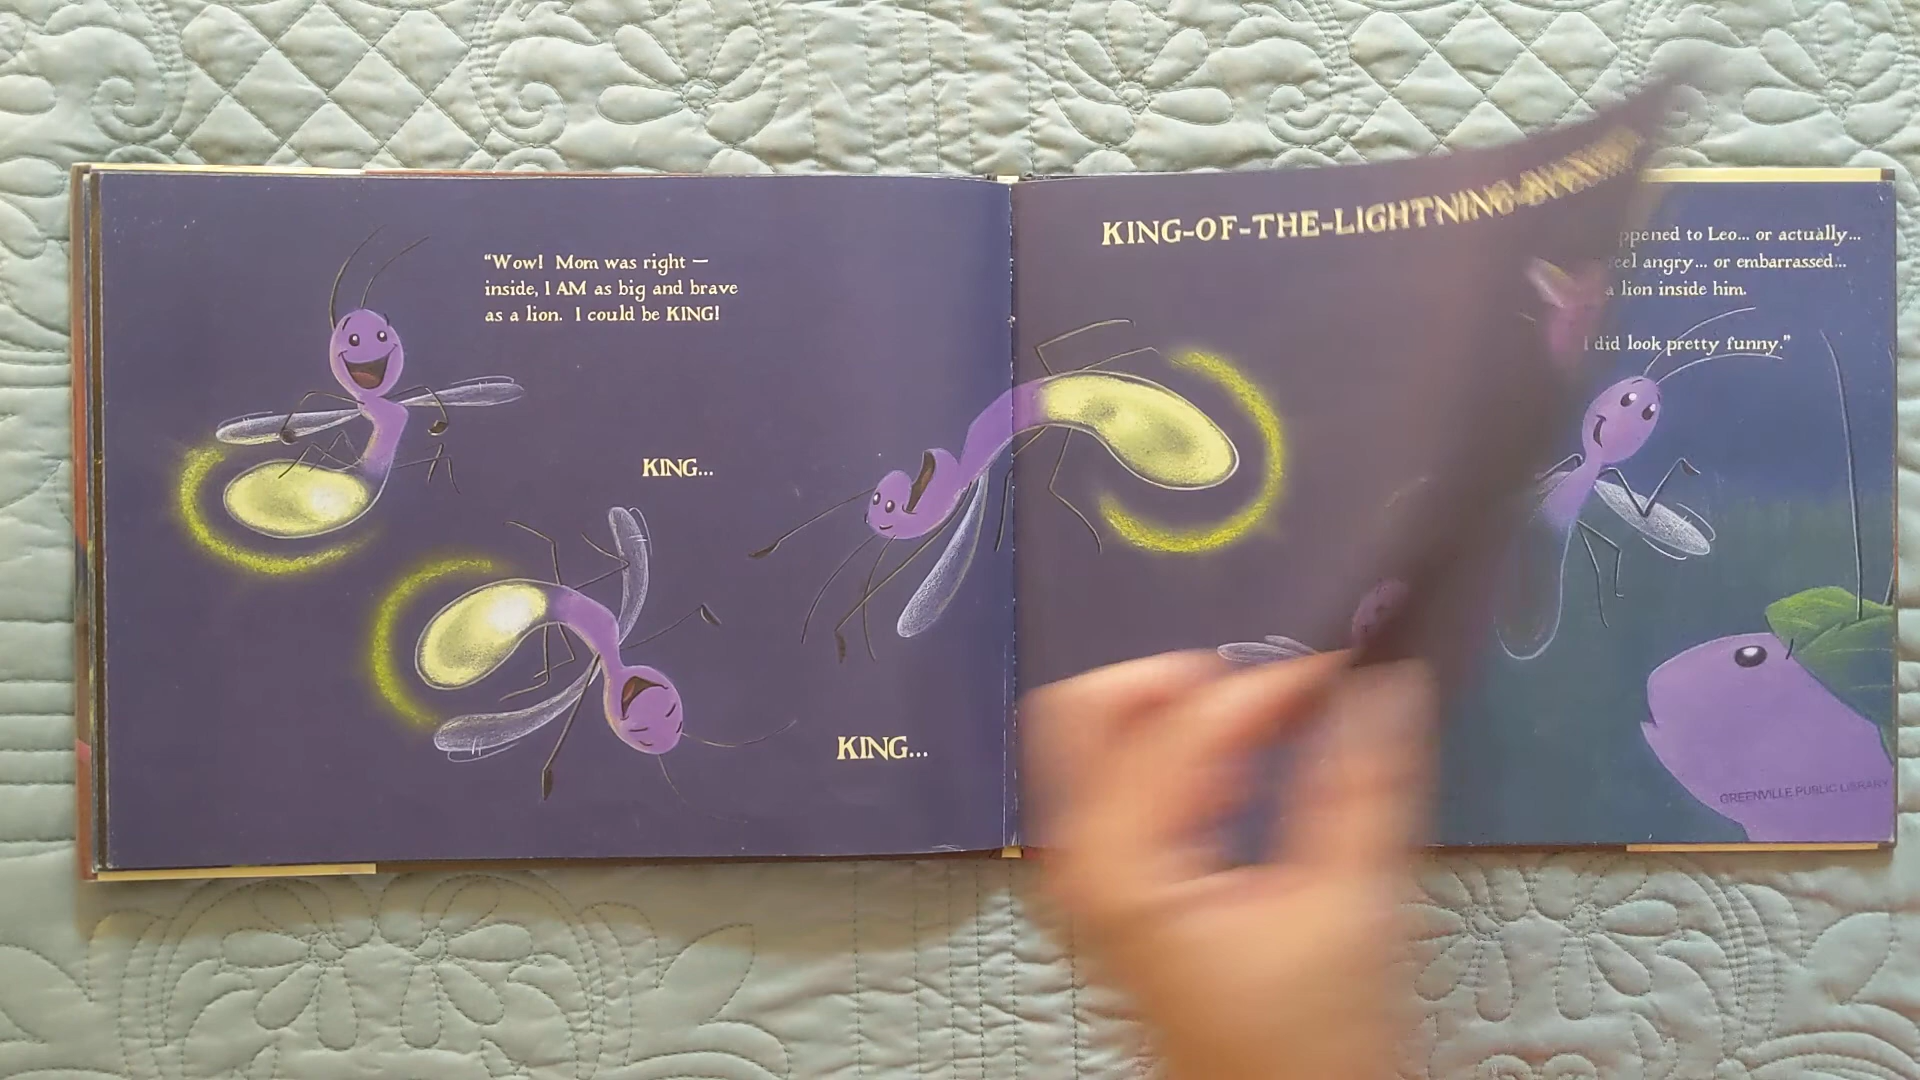 “Wow!  Mom was right —
inside, I AM as big and brave
as a lion.  I could be KING!
KING...
KING...
KING-OF-THE-LIGHTNING-
to Leo... or actually...
angry... or embarrassed...
a lion inside him.
I did look pretty funny.”
GREENVILLE PUBLIC LIBRARY